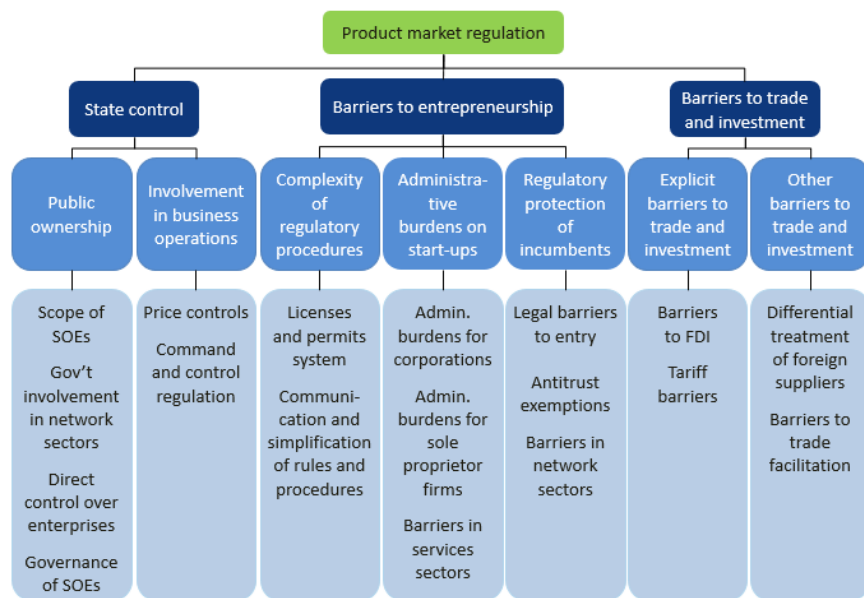 Product market regulation
State control
Barriers to entrepreneurship
Barriers to trade
and investment
Public
ownership
Involvement
in business
operations
Complexity
of
regulatory
procedures
Administra-
tive
burdens on
start-ups
Regulatory
protection
of
incumbents
Explicit
barriers to
trade and
investment
Other
barriers to
trade and
investment
Scope of
SOEs
Gov't
involvement
in network
sectors
Direct
control over
enterprises
Governance
of SOEs
Price controls
Command
and control
regulation
Licenses
and permits
system
Communi-
cation and
simplification
of rules and
procedures
Admin.
burdens for
corporations
Admin.
burdens for
sole
proprietor
firms
Barriers in
services
sectors
Legal barriers
to entry
Antitrust
exemptions
Barriers in
network
sectors
Barriers
to FDI
Tariff
barriers
Differential
treatment
of foreign
suppliers
Barriers to
trade
facilitation